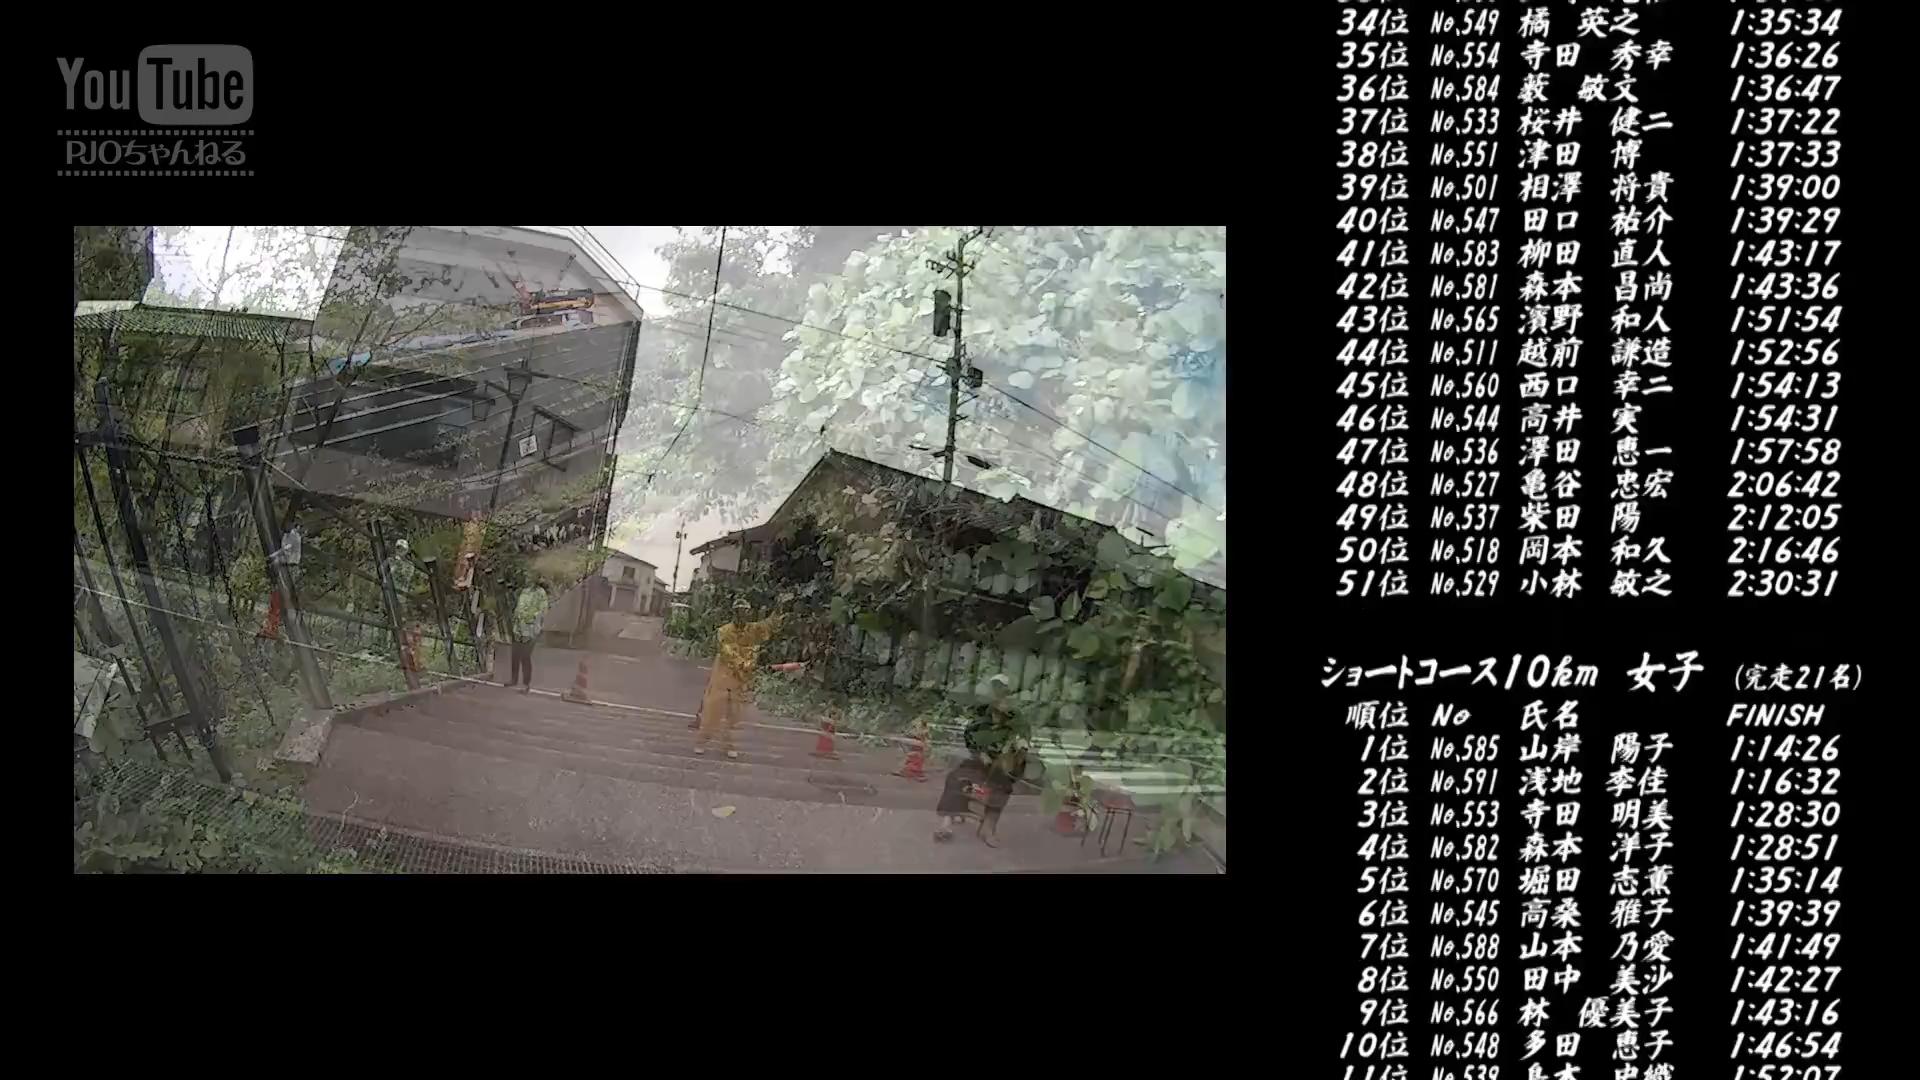 YouTube
PJOちゃんねる
34位 No.549 橘 英之 1:35:34
35位 No.554 寺田 秀幸 1:36:26
36位 No.584 薮 敏文 1:36:47
37位 No.533 桜井 健二 1:37:22
38位 No.551 津田 博 1:37:33
39位 No.501 相澤 将貴 1:39:00
40位 No.547 田口 祐介 1:39:29
41位 No.583 柳田 直人 1:43:17
42位 No.581 森本 昌尚 1:43:36
43位 No.565 濱野 和人 1:51:54
44位 No.511 越前 謙造 1:52:56
45位 No.560 西口 幸二 1:54:13
46位 No.544 高井 実 1:54:31
47位 No.536 澤田 恵一 1:57:58
48位 No.527 亀谷 忠宏 2:06:42
49位 No.537 柴田 陽 2:12:05
50位 No.518 岡本 和久 2:16:46
51位 No.529 小林 敏之 2:30:31
ショートコース10km 女子 (完走21名)
順位 No 氏名 FINISH
1位 No.585 山岸 陽子 1:14:26
2位 No.591 浅地 李佳 1:16:32
3位 No.553 寺田 明美 1:28:30
4位 No.582 森本 洋子 1:28:51
5位 No.570 堀田 志薫 1:35:14
6位 No.545 高桑 雅子 1:39:39
7位 No.588 山本 乃愛 1:41:49
8位 No.550 田中 美沙 1:42:27
9位 No.566 林 優美子 1:43:16
10位 No.548 多田 恵子 1:46:54
11位 No.539 1:52:07